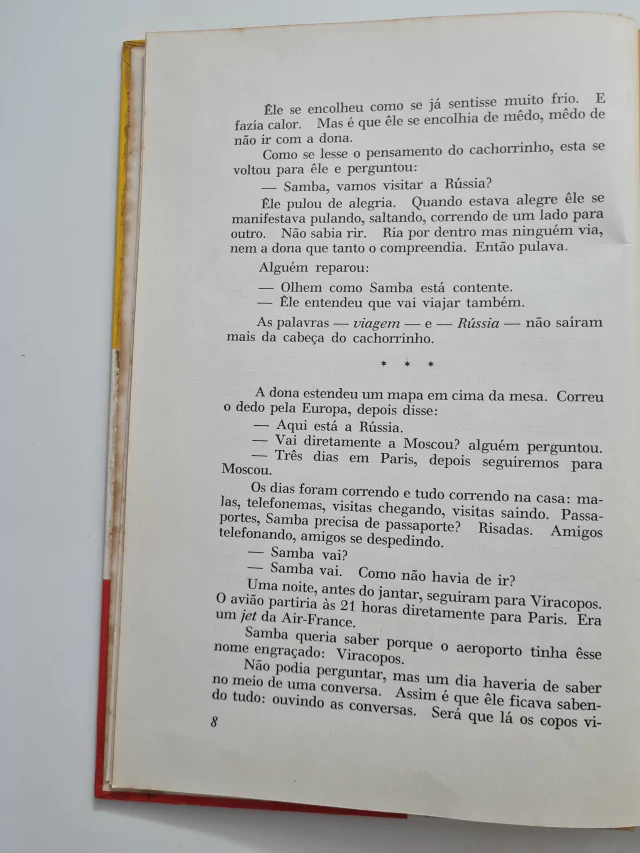 Êle se encolheu como se já sentisse muito frio. E
fazia calor. Mas é que êle se encolhia de mêdo, mêdo de
não ir com a dona.
Como se lesse o pensamento do cachorrinho, esta se
voltou para êle e perguntou:
— Samba, vamos visitar a Rússia?
Êle pulou de alegria. Quando estava alegre êle se
manifestava pulando, saltando, correndo de um lado para
outro. Não sabia rir. Ria por dentro mas ninguém via,
nem a dona que tanto o compreendia. Então pulava.
Alguém reparou:
— Olhem como Samba está contente.
— Êle entendeu que vai viajar também.
As palavras — viagem — e — Rússia — não saíram
mais da cabeça do cachorrinho.
* * *
A dona estendeu um mapa em cima da mesa. Correu
o dedo pela Europa, depois disse:
— Aqui está a Rússia.
— Vai diretamente a Moscou? alguém perguntou.
— Três dias em Paris, depois seguiremos para
Moscou.
Os dias foram correndo e tudo correndo na casa: ma-
las, telefonemas, visitas chegando, visitas saindo. Passa-
portes, Samba precisa de passaporte? Risadas. Amigos
telefonando, amigos se despedindo.
— Samba vai?
— Samba vai. Como não havia de ir?
Uma noite, antes do jantar, seguiram para Viracopos.
O avião partiria às 21 horas diretamente para Paris. Era
um jet da Air-France.
Samba queria saber porque o aeroporto tinha êsse
nome engraçado: Viracopos.
Não podia perguntar, mas um dia haveria de saber
no meio de uma conversa. Assim é que êle ficava saben-
do tudo: ouvindo as conversas. Será que lá os copos vi-
8